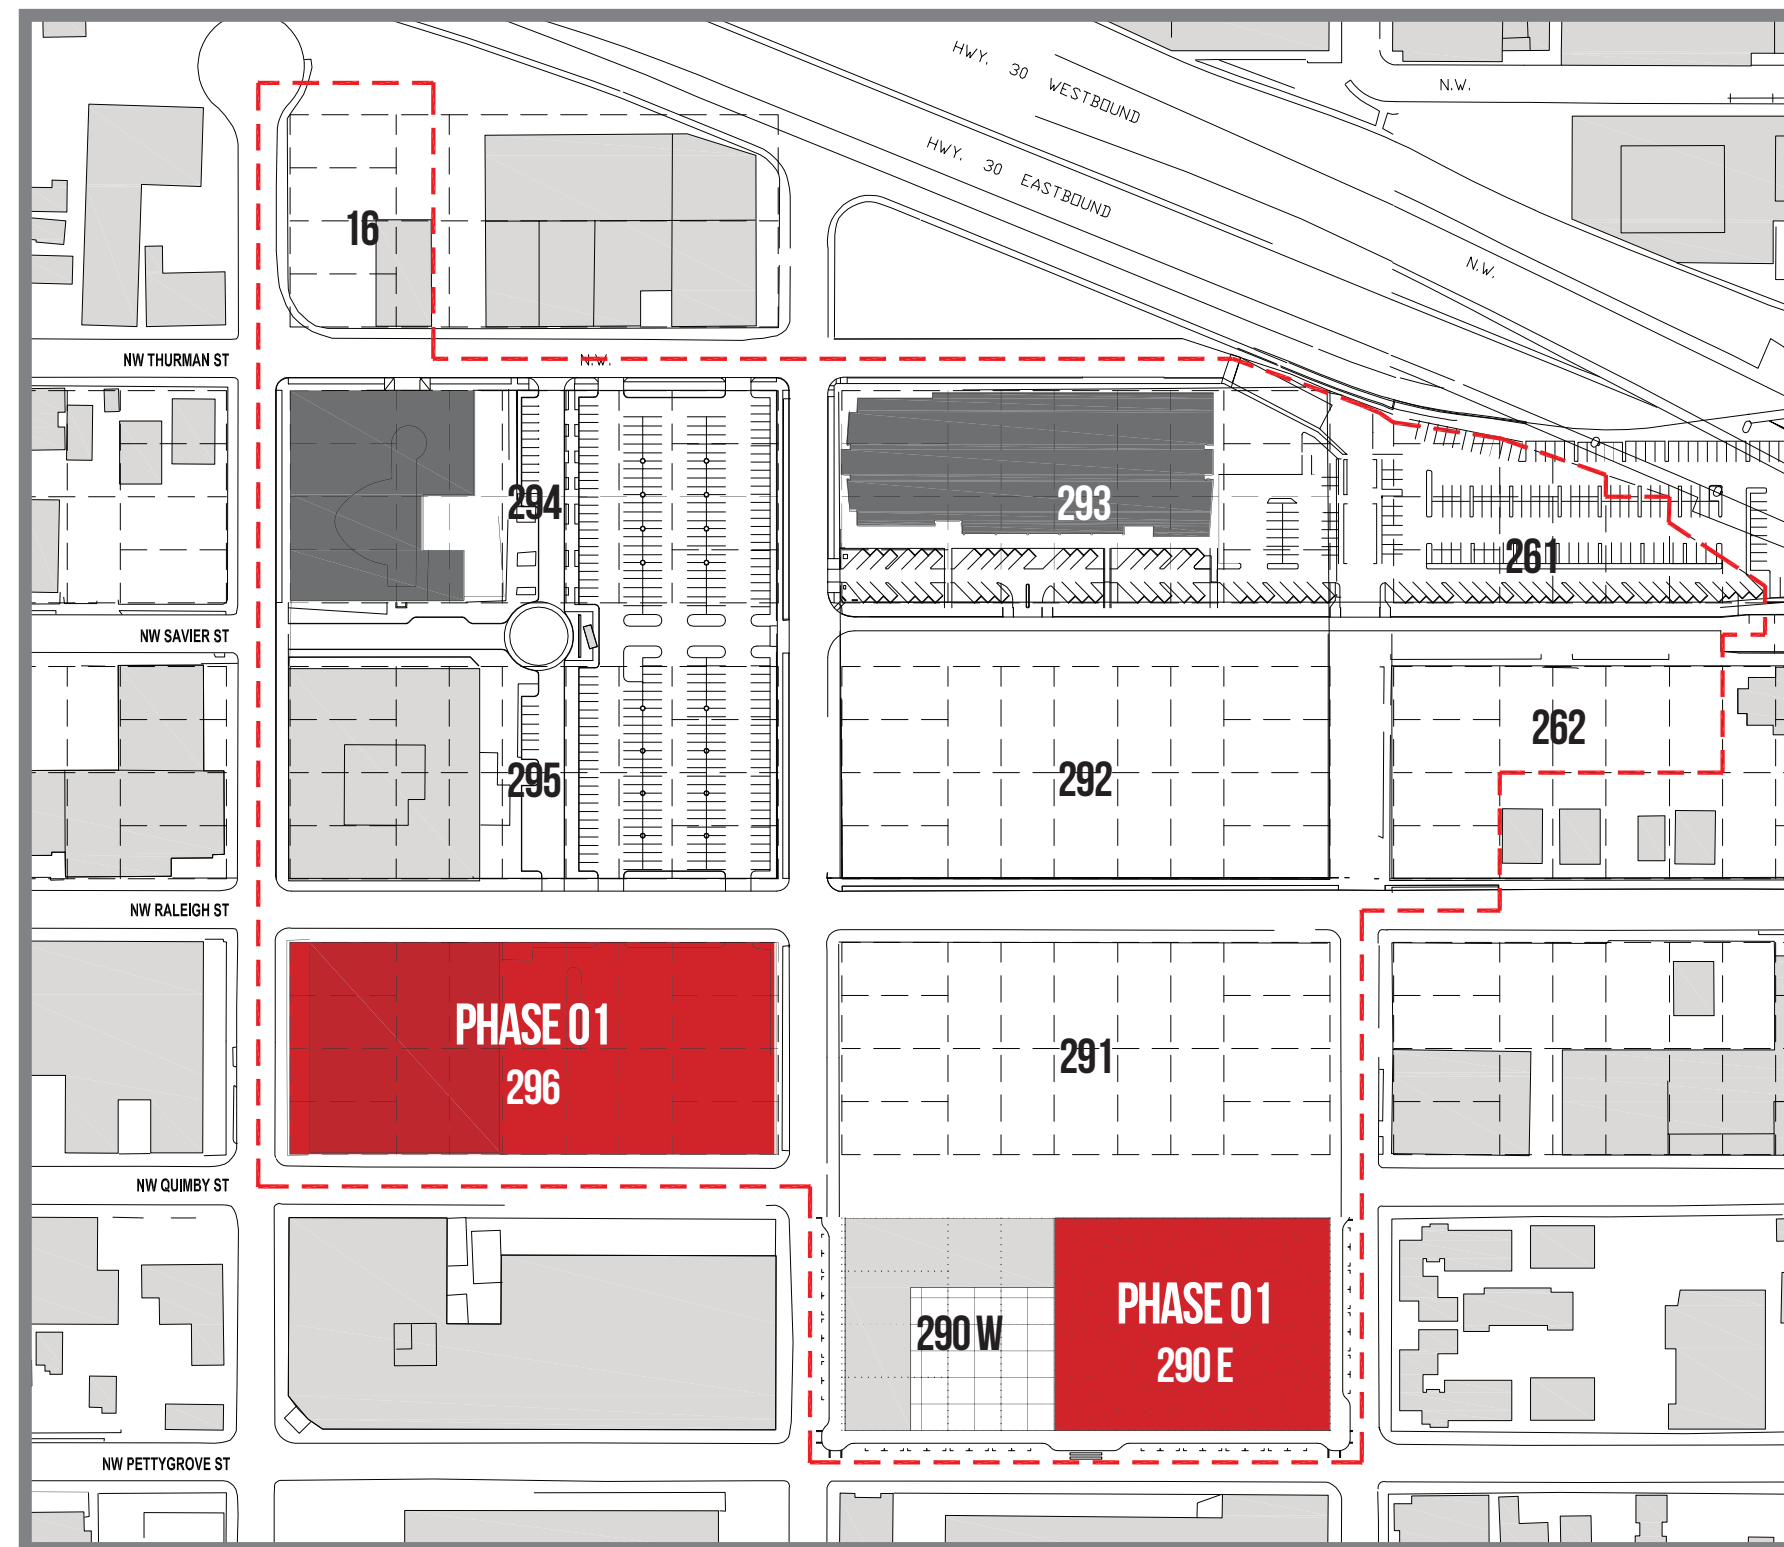 HWY. 30 WESTBOUND
N.W.
HWY. 30 EASTBOUND
16
N.W.
NW THURMAN ST
N.W.
294
293
261
NW SAVIER ST
262
295
292
NW RALEIGH ST
PHASE 01
296
291
NW QUIMBY ST
PHASE 01
290 E
290 W
NW PETTYGROVE ST